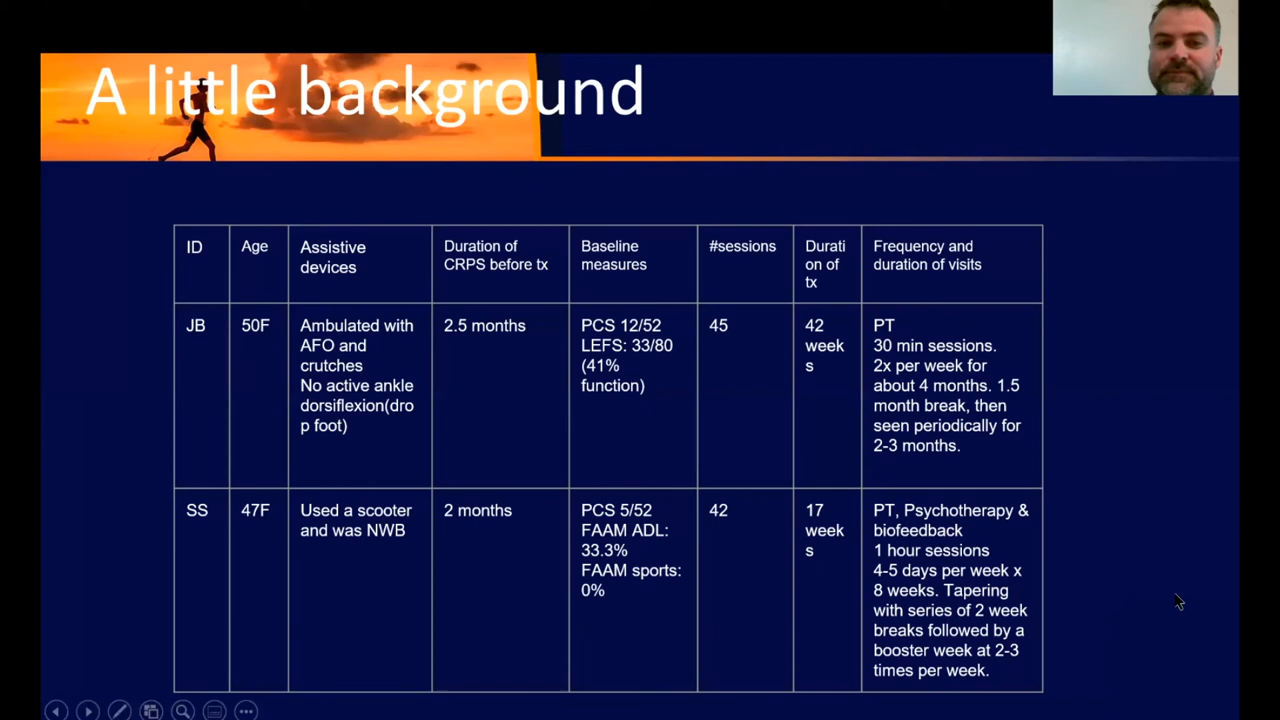 A little background
ID
Age
Assistive
devices
Duration of
CRPS before tx
Baseline
measures
#sessions
Durati
on of
tx
Frequency and
duration of visits
JB
50F
Ambulated with
AFO and
crutches
No active ankle
dorsiflexion(dro
p foot)
2.5 months
PCS 12/52
LEFS: 33/80
(41%
function)
45
42
week
s
PT
30 min sessions.
2x per week for
about 4 months. 1.5
month break, then
seen periodically for
2-3 months.
SS
47F
Used a scooter
and was NWB
2 months
PCS 5/52
FAAM ADL:
33.3%
FAAM sports:
0%
42
17
week
s
PT, Psychotherapy &
biofeedback
1 hour sessions
4-5 days per week x
8 weeks. Tapering
with series of 2 week
breaks followed by a
booster week at 2-3
times per week.